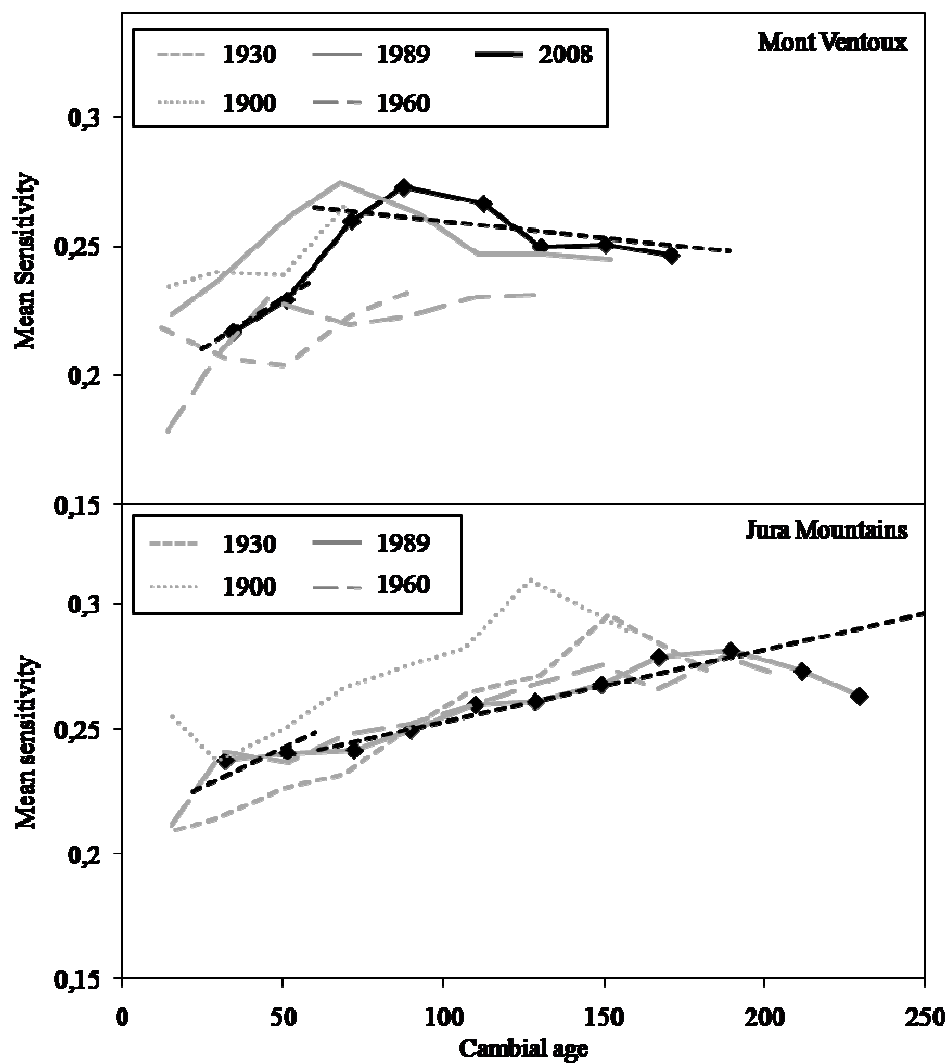 Mont Ventoux
1930 1989 2008
1900 1960
0,3
0,25
0,2
0,15
Mean Sensitivity
Jura Mountains
1930 1989
1900 1960
0,3
0,25
0,2
0,15
Mean sensitivity
0 50 100 150 200 250
Cambial age